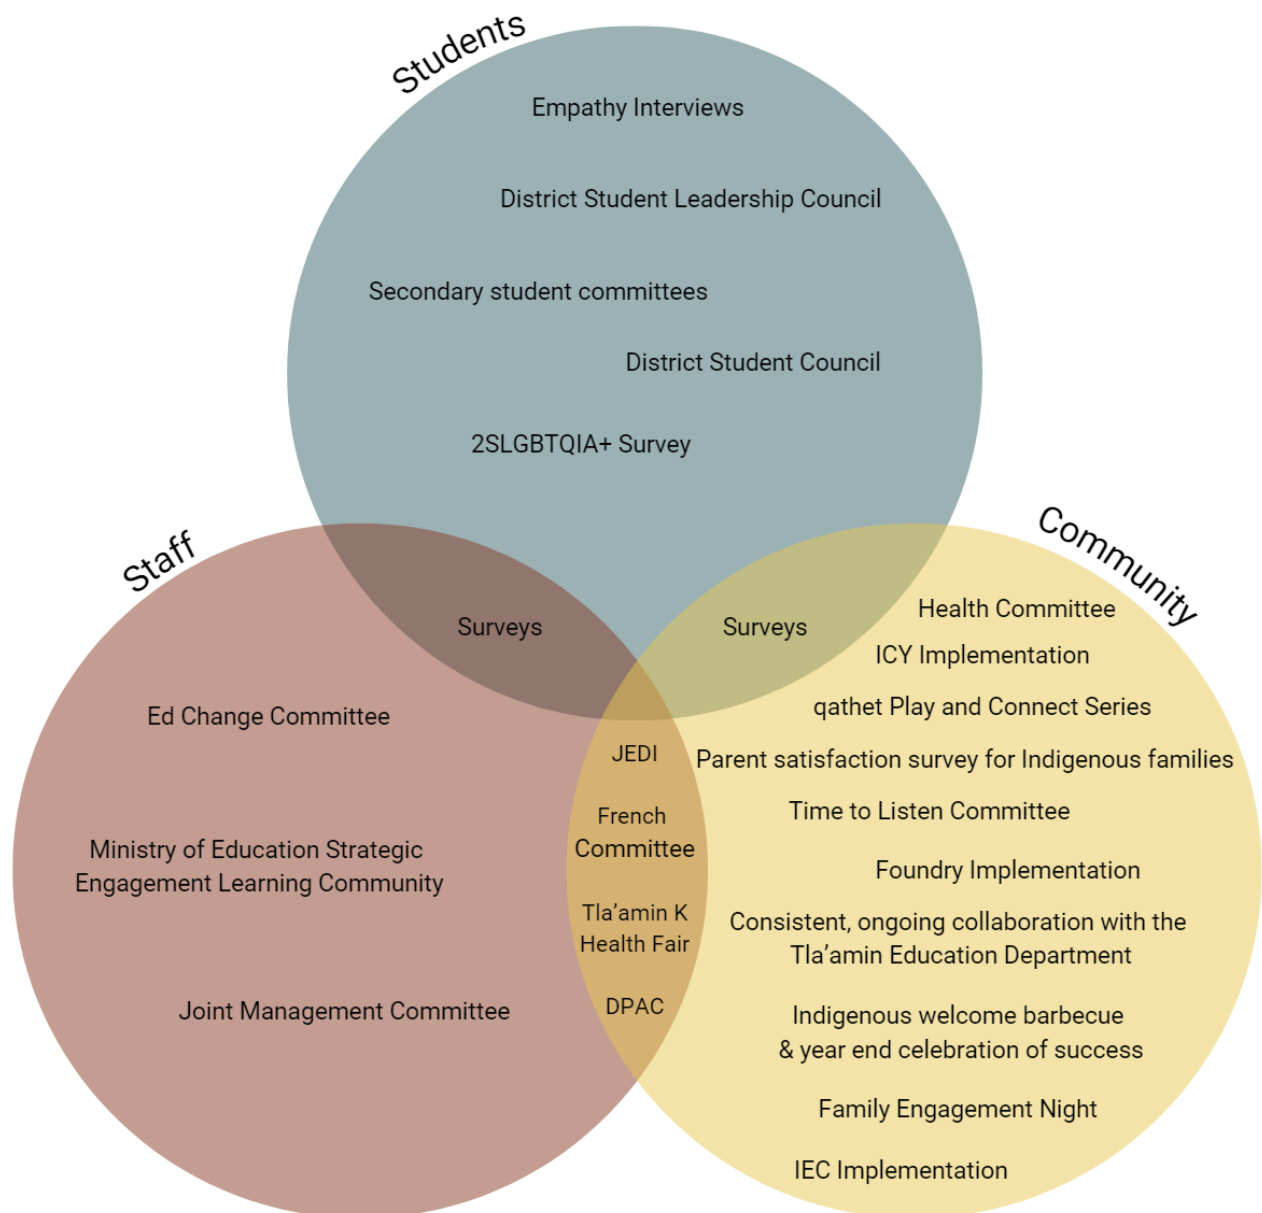 Students
Empathy Interviews
District Student Leadership Council
Secondary student committees
District Student Council
2SLGBTQIA+ Survey
Staff
Surveys
Ed Change Committee
Ministry of Education Strategic
Engagement Learning Community
Joint Management Committee
Surveys
JEDI
French
Committee
Tla’amin K
Health Fair
DPAC
Community
Health Committee
ICY Implementation
qathet Play and Connect Series
Parent satisfaction survey for Indigenous families
Time to Listen Committee
Foundry Implementation
Consistent, ongoing collaboration with the
Tla’amin Education Department
Indigenous welcome barbecue
& year end celebration of success
Family Engagement Night
IEC Implementation